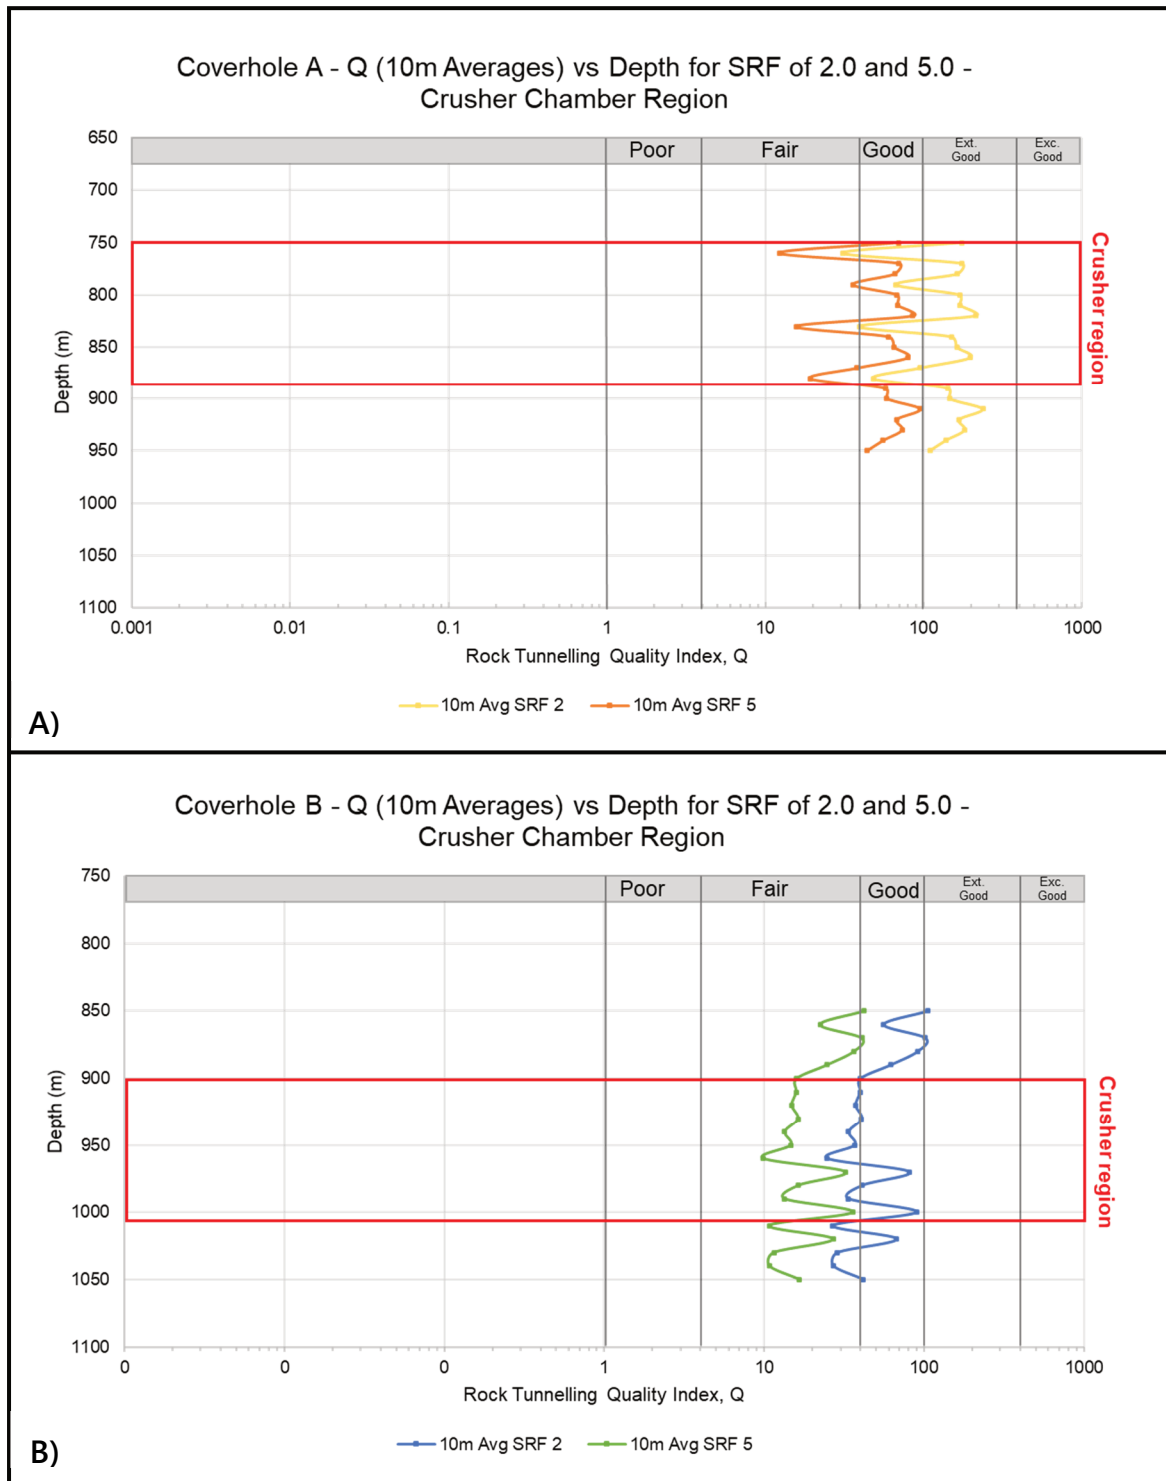 Coverhole A - Q (10m Averages) vs Depth for SRF of 2.0 and 5.0 -
Crusher Chamber Region
650
Poor
Fair
Good
Ext.
Good
Exc.
Good
700
750
800
850
900
950
1000
1050
1100
Depth (m)
Crusher region
0.001
0.01
0.1
1
10
100
1000
Rock Tunnelling Quality Index, Q
10m Avg SRF 2
10m Avg SRF 5
A)
Coverhole B - Q (10m Averages) vs Depth for SRF of 2.0 and 5.0 -
Crusher Chamber Region
750
Poor
Fair
Good
Ext.
Good
Exc.
Good
800
850
900
950
1000
1050
1100
Depth (m)
Crusher region
0
0
0
1
10
100
1000
Rock Tunnelling Quality Index, Q
10m Avg SRF 2
10m Avg SRF 5
B)